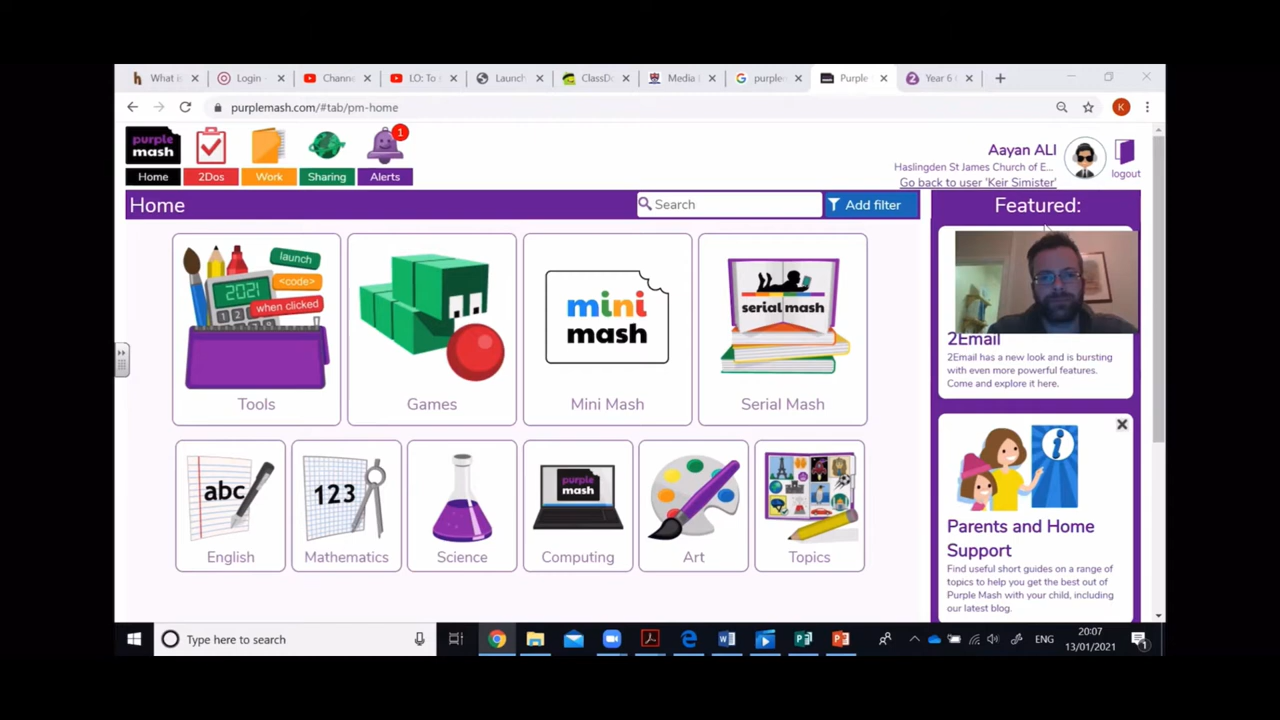 What is
Login
Chann
LO: To s
Launch
ClassDo
Media
purplem
Purple
Year 6
purplemash.com/#tab/pm-home
K
purple
mash
1
Home
2Dos
Work
Sharing
Alerts
Aayan ALI
Haslingden St James Church of E...
Go back to user 'Keir Simister'
logout
Home
Search
Add filter
Featured:
launch
<code>
2021
when clicked
1 2
Tools
Games
mini
mash
Mini Mash
serial mash
Serial Mash
abc
English
123
Mathematics
Science
purple
mash
Computing
Art
Topics
2Email
2Email has a new look and is bursting
with even more powerful features.
Come and explore it here.
i
Parents and Home
Support
Find useful short guides on a range of
topics to help you get the best out of
Purple Mash with your child, including
our latest blog.
Type here to search
ENG
20:07
13/01/2021
1